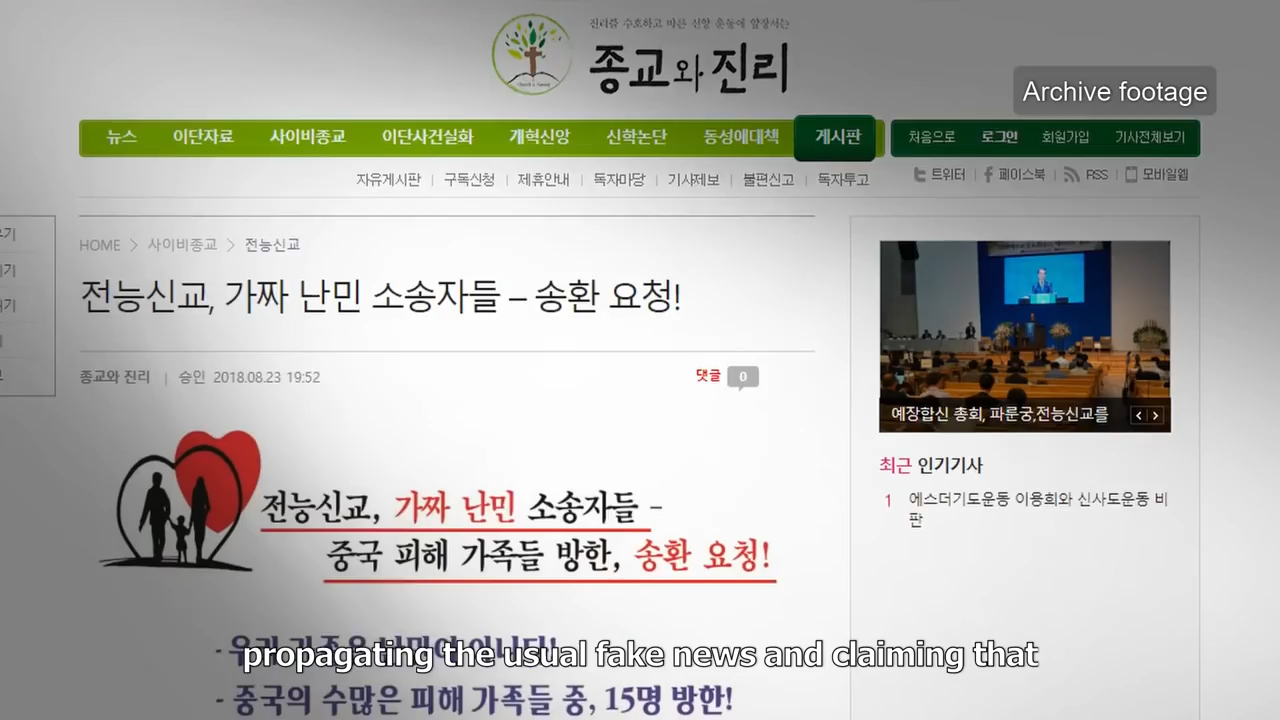 진리를 수호하고 바른 신앙 운동에 앞장서는
종교와 진리
Archive footage
뉴스 이단자료 사이비종교 이단사건실화 개혁신앙 신학논단 동성애대책 게시판 처음으로 로그인 회원가입 기사전체보기
자유게시판 | 구독신청 | 제휴안내 | 독자마당 | 기사제보 | 불편신고 | 독자투고 트위터 | 페이스북 | RSS | 모바일웹
HOME > 사이비종교 > 전능신교
전능신교, 가짜 난민 소송자들 – 송환 요청!
종교와 진리 | 승인 2018.08.23 19:52
댓글 0
전능신교, 가짜 난민 소송자들 –
중국 피해 가족들 방한, 송환 요청!
- 우리 가족은 난민이 아니다!
propagating the usual fake news and claiming that
- 중국의 수많은 피해 가족들 중, 15명 방한!
예장합신 총회, 파룬궁,전능신교를
최근 인기기사
1 에스더기도운동 이용희와 신사도운동 비
판